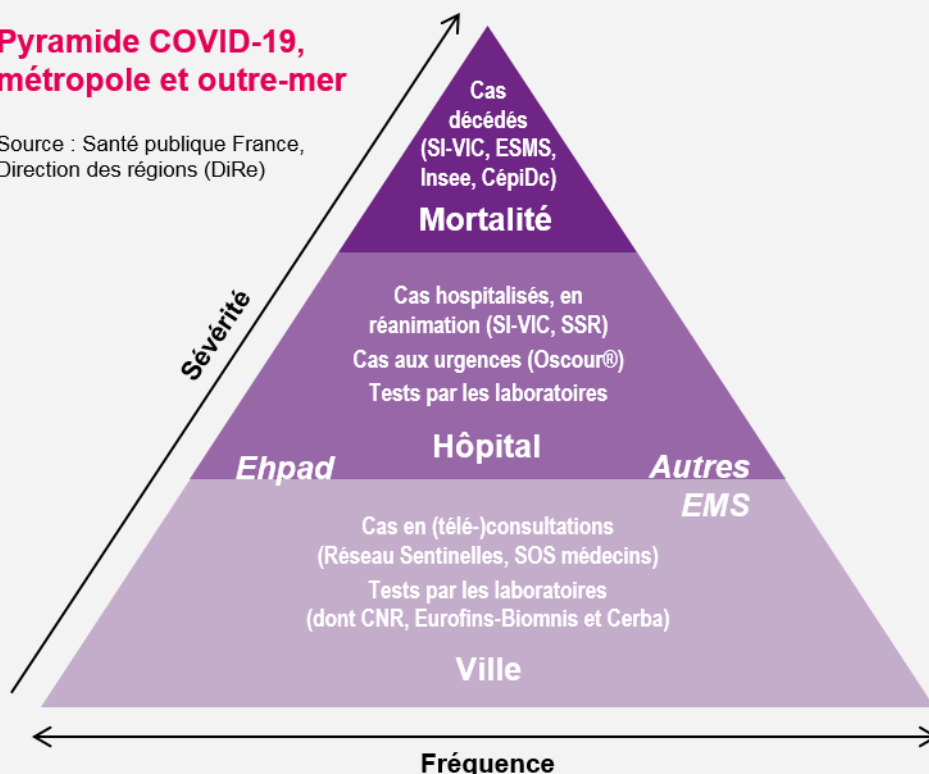 Pyramide COVID-19,
métropole et outre-mer
Source : Santé publique France,
Direction des régions (DiRe)
Cas
décédés
(SI-VIC, ESMS,
Insee, CépiDc)
Mortalité
Sévérité
Cas hospitalisés, en
réanimation (SI-VIC, SSR)
Cas aux urgences (Oscour®)
Tests par les laboratoires
Hôpital
Ehpad
Autres
EMS
Cas en (télé-)consultations
(Réseau Sentinelles, SOS médecins)
Tests par les laboratoires
(dont CNR, Eurofins-Biomnis et Cerba)
Ville
Fréquence